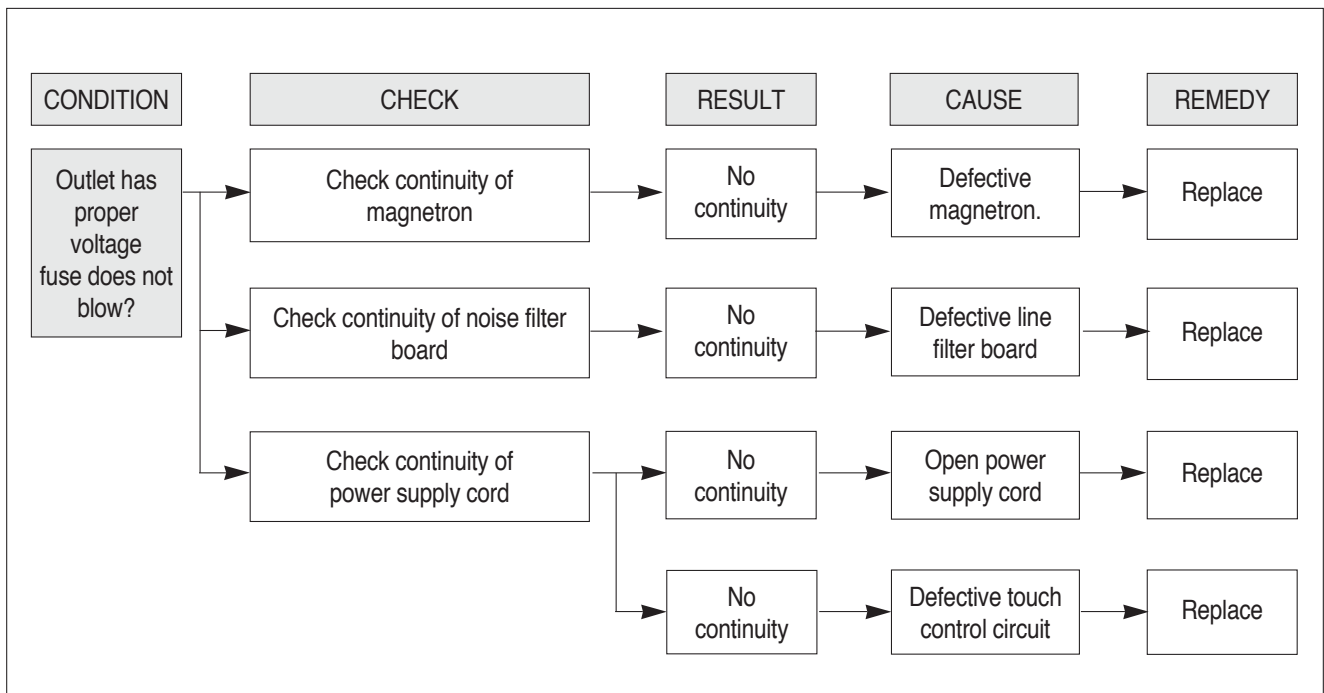 CONDITION
CHECK
RESULT
CAUSE
REMEDY
Outlet has
proper
voltage
fuse does not
blow?
Check continuity of
magnetron
No
continuity
Defective
magnetron.
Replace
Check continuity of noise filter
board
No
continuity
Defective line
filter board
Replace
Check continuity of
power supply cord
No
continuity
Open power
supply cord
Replace
No
continuity
Defective touch
control circuit
Replace